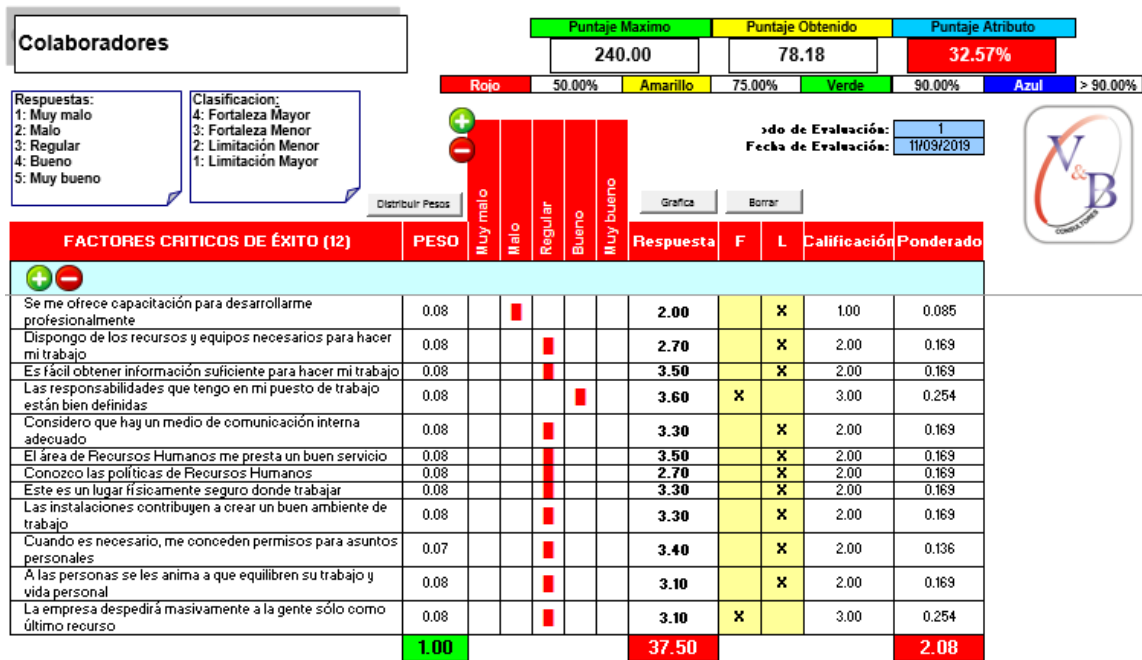 Colaboradores
Puntaje Maximo Puntaje Obtenido Puntaje Atributo
240.00 78.18 32.57%
Rojo 50.00% Amarillo 75.00% Verde 90.00% Azul > 90.00%
Respuestas:
1: Muy malo
2: Malo
3: Regular
4: Bueno
5: Muy bueno
Clasificacion:
4: Fortaleza Mayor
3: Fortaleza Menor
2: Limitación Menor
1: Limitación Mayor
odo de Evaluación: 1
Fecha de Evaluación: 11/09/2019
V&B
CONSULTORES
Distribuir Pesos
Grafica
Borrar
FACTORES CRITICOS DE ÉXITO (12) PESO Muy malo Malo Regular Bueno Muy bueno Respuesta F L Calificación Ponderado
Se me ofrece capacitación para desarrollarme
profesionalmente 0.08 2.00 X 1.00 0.085
Dispongo de los recursos y equipos necesarios para hacer
mi trabajo 0.08 2.70 X 2.00 0.169
Es fácil obtener información suficiente para hacer mi trabajo 0.08 3.50 X 2.00 0.169
Las responsabilidades que tengo en mi puesto de trabajo
están bien definidas 0.08 3.60 X 3.00 0.254
Considero que hay un medio de comunicación interna
adecuado 0.08 3.30 X 2.00 0.169
El área de Recursos Humanos me presta un buen servicio 0.08 3.50 X 2.00 0.169
Conozco las políticas de Recursos Humanos 0.08 2.70 X 2.00 0.169
Este es un lugar físicamente seguro donde trabajar 0.08 3.30 X 2.00 0.169
Las instalaciones contribuyen a crear un buen ambiente de
trabajo 0.08 3.30 X 2.00 0.169
Cuando es necesario, me conceden permisos para asuntos
personales 0.07 3.40 X 2.00 0.136
A las personas se les anima a que equilibren su trabajo y
vida personal 0.08 3.10 X 2.00 0.169
La empresa despedirá masivamente a la gente sólo como
último recurso 0.08 3.10 X 3.00 0.254
1.00 37.50 2.08